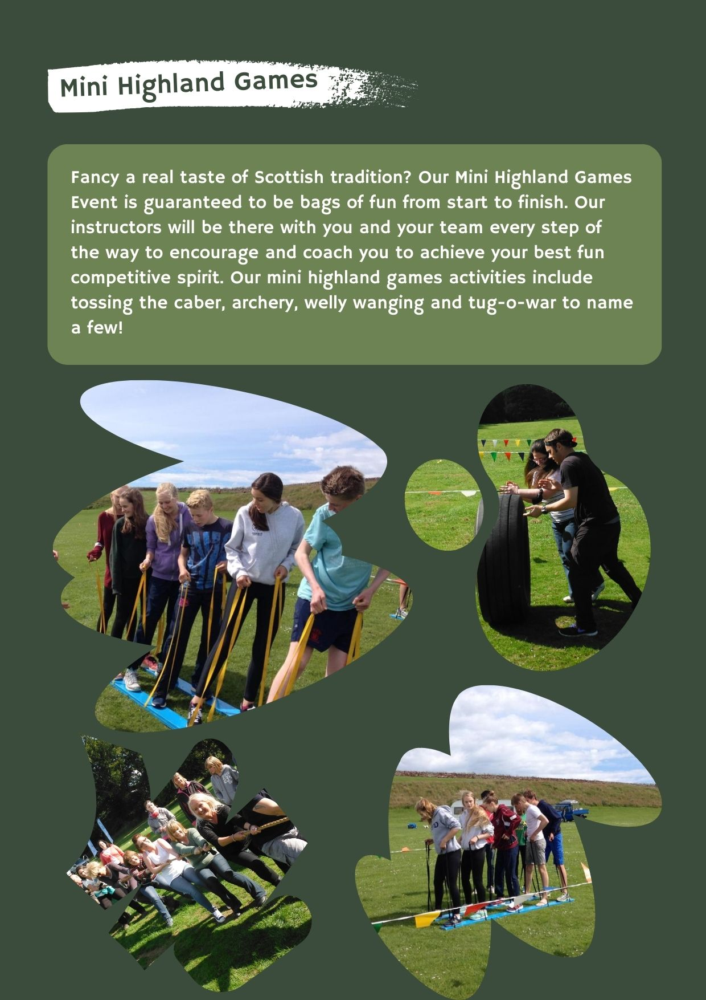 Mini Highland Games
Fancy a real taste of Scottish tradition? Our Mini Highland Games
Event is guaranteed to be bags of fun from start to finish. Our
instructors will be there with you and your team every step of
the way to encourage and coach you to achieve your best fun
competitive spirit. Our mini highland games activities include
tossing the caber, archery, welly wanging and tug-o-war to name
a few!